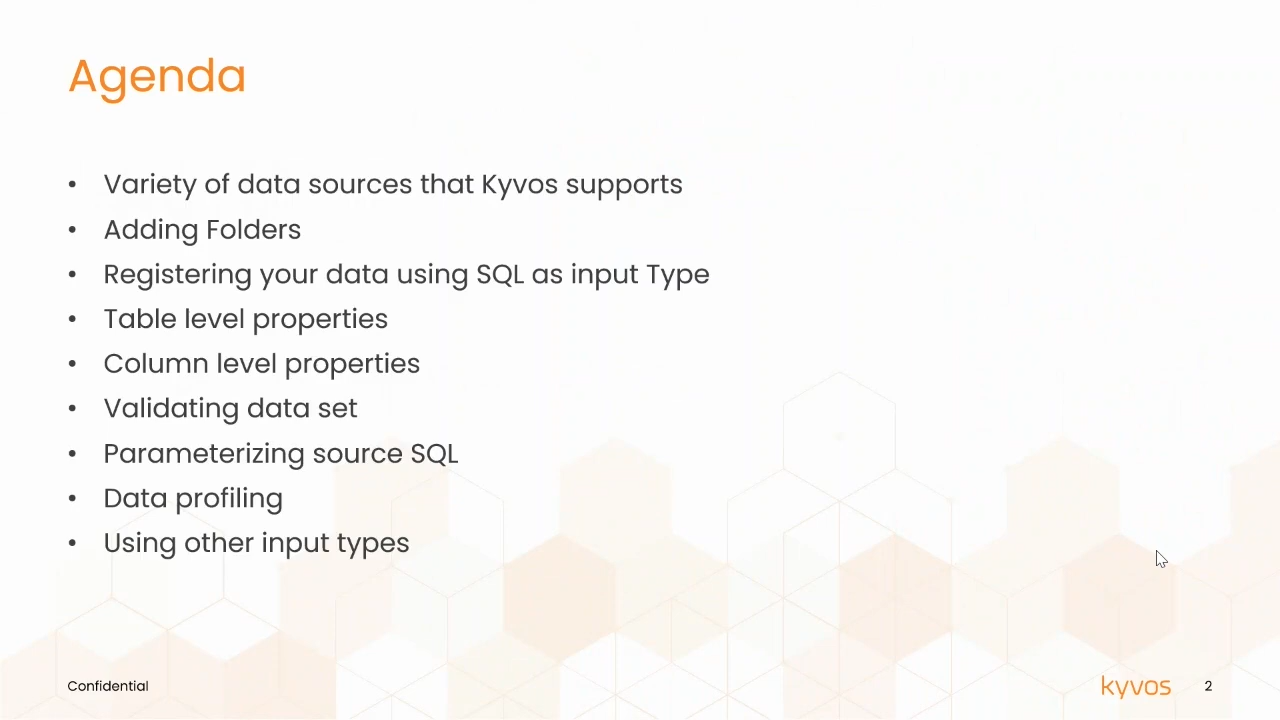 Agenda
• Variety of data sources that Kyvos supports
• Adding Folders
• Registering your data using SQL as input Type
• Table level properties
• Column level properties
• Validating data set
• Parameterizing source SQL
• Data profiling
• Using other input types
Confidential
kyvos 2